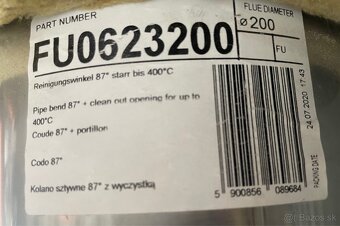 PART NUMBER
FLUE DIAMETER
FU0623200
ø200
FU
Reinigungswinkel 87° starr bis 400°C
Pipe bend 87° + clean out opening for up to
400°C
Coude 87° + portillon
Codo 87°
Kolano sztywne 87° z wyczystką
5 900856 089684
24.07.2020 17:43
PACKING DATE
© Bazos.sk